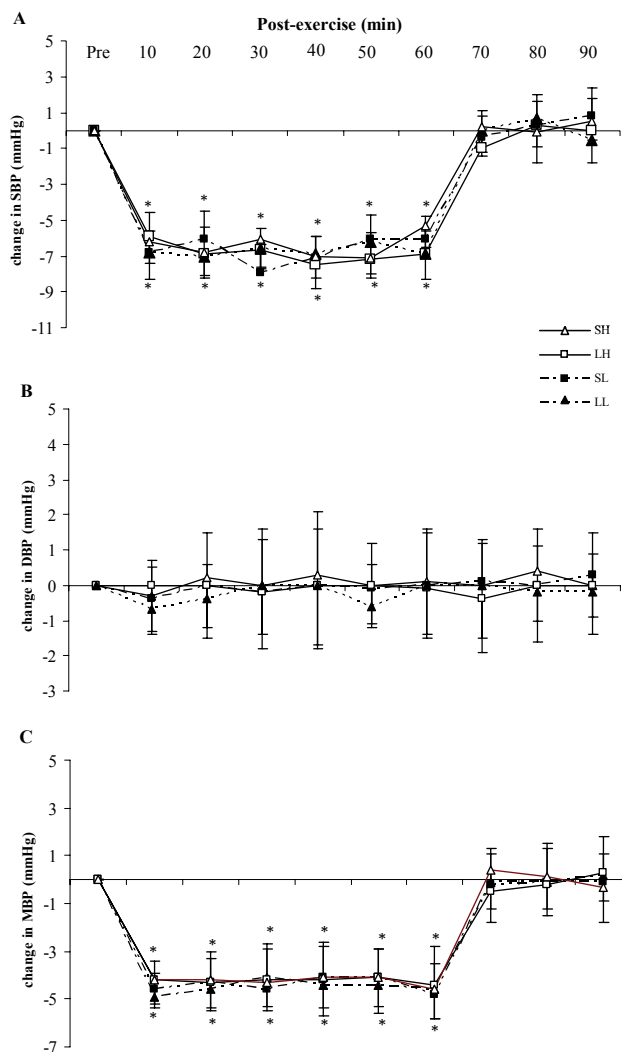 A
Post-exercise (min)
Pre 10 20 30 40 50 60 70 80 90
5
3
1
-1
-3
-5
-7
-9
-11
change in SBP (mmHg)
* * * * * *
* * * * * *
SH
LH
SL
LL
B
5
4
3
2
1
0
-1
-2
-3
change in DBP (mmHg)
C
5
3
1
-1
-3
-5
-7
change in MBP (mmHg)
* * * * * *
* * * * * *